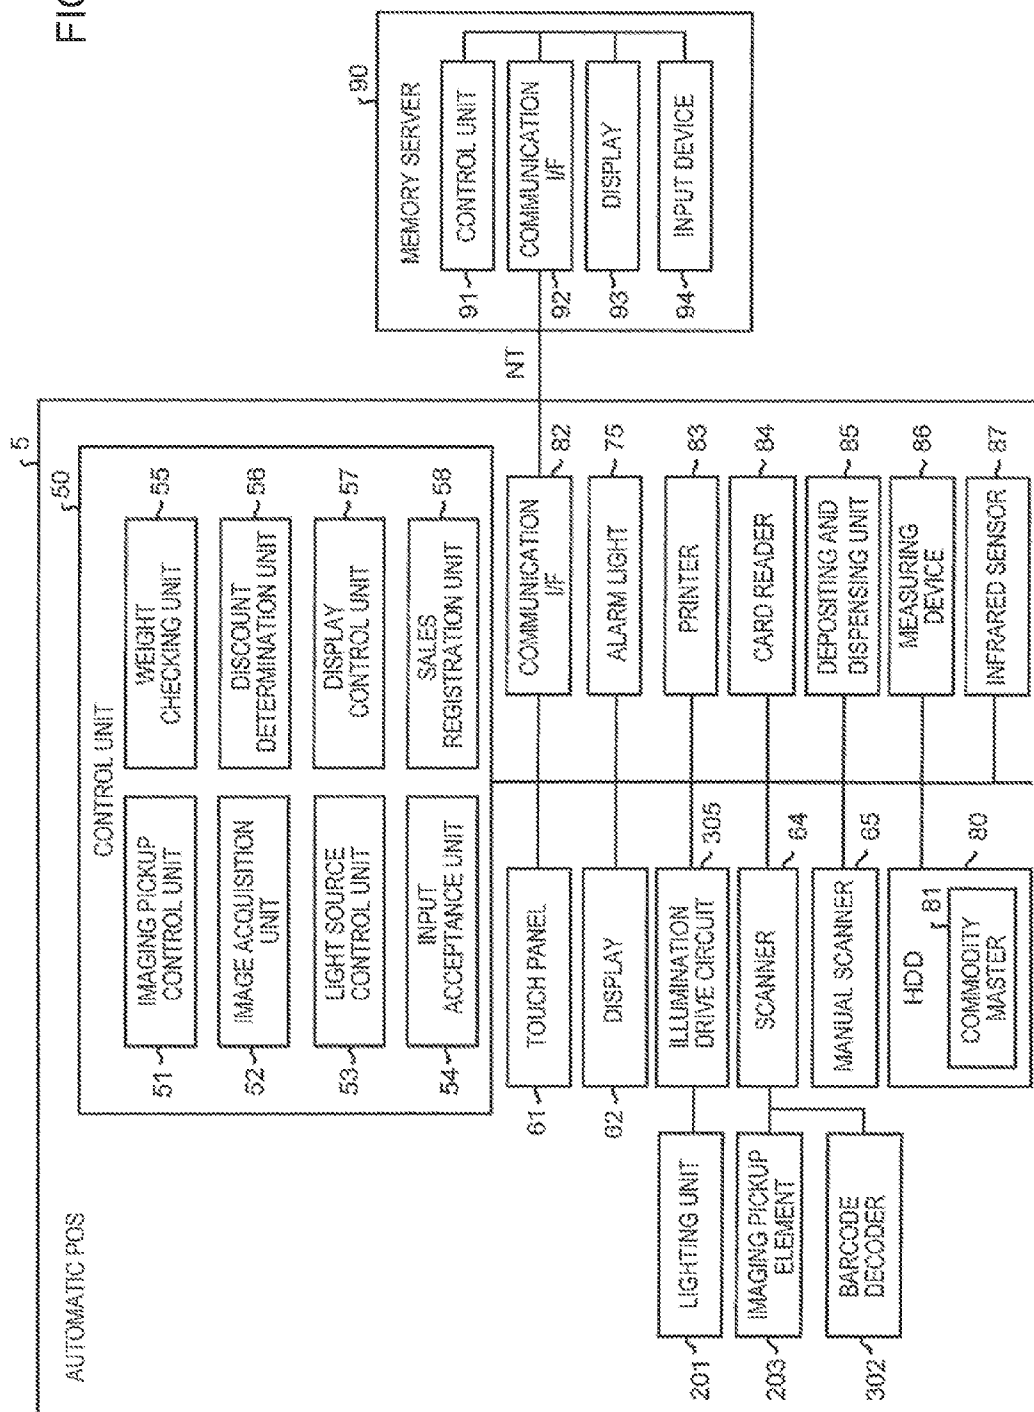 FIG
AUTOMATIC POS
5
CONTROL UNIT
50
51
IMAGING PICKUP
CONTROL UNIT
WEIGHT
CHECKING UNIT
55
52
IMAGE ACQUISITION
UNIT
DISCOUNT
DETERMINATION UNIT
56
53
LIGHT SOURCE
CONTROL UNIT
DISPLAY
CONTROL UNIT
57
54
INPUT
ACCEPTANCE UNIT
SALES
REGISTRATION UNIT
58
61
TOUCH PANEL
COMMUNICATION
I/F
82
62
DISPLAY
ALARM LIGHT
75
201
LIGHTING UNIT
ILLUMINATION
DRIVE CIRCUIT
305
PRINTER
83
203
IMAGING PICKUP
ELEMENT
SCANNER
64
CARD READER
84
302
BARCODE
DECODER
MANUAL SCANNER
65
DEPOSITING AND
DISPENSING UNIT
85
HDD
80
81
COMMODITY
MASTER
MEASURING
DEVICE
86
INFRARED SENSOR
87
NT
MEMORY SERVER
90
91
CONTROL UNIT
92
COMMUNICATION
I/F
93
DISPLAY
94
INPUT DEVICE